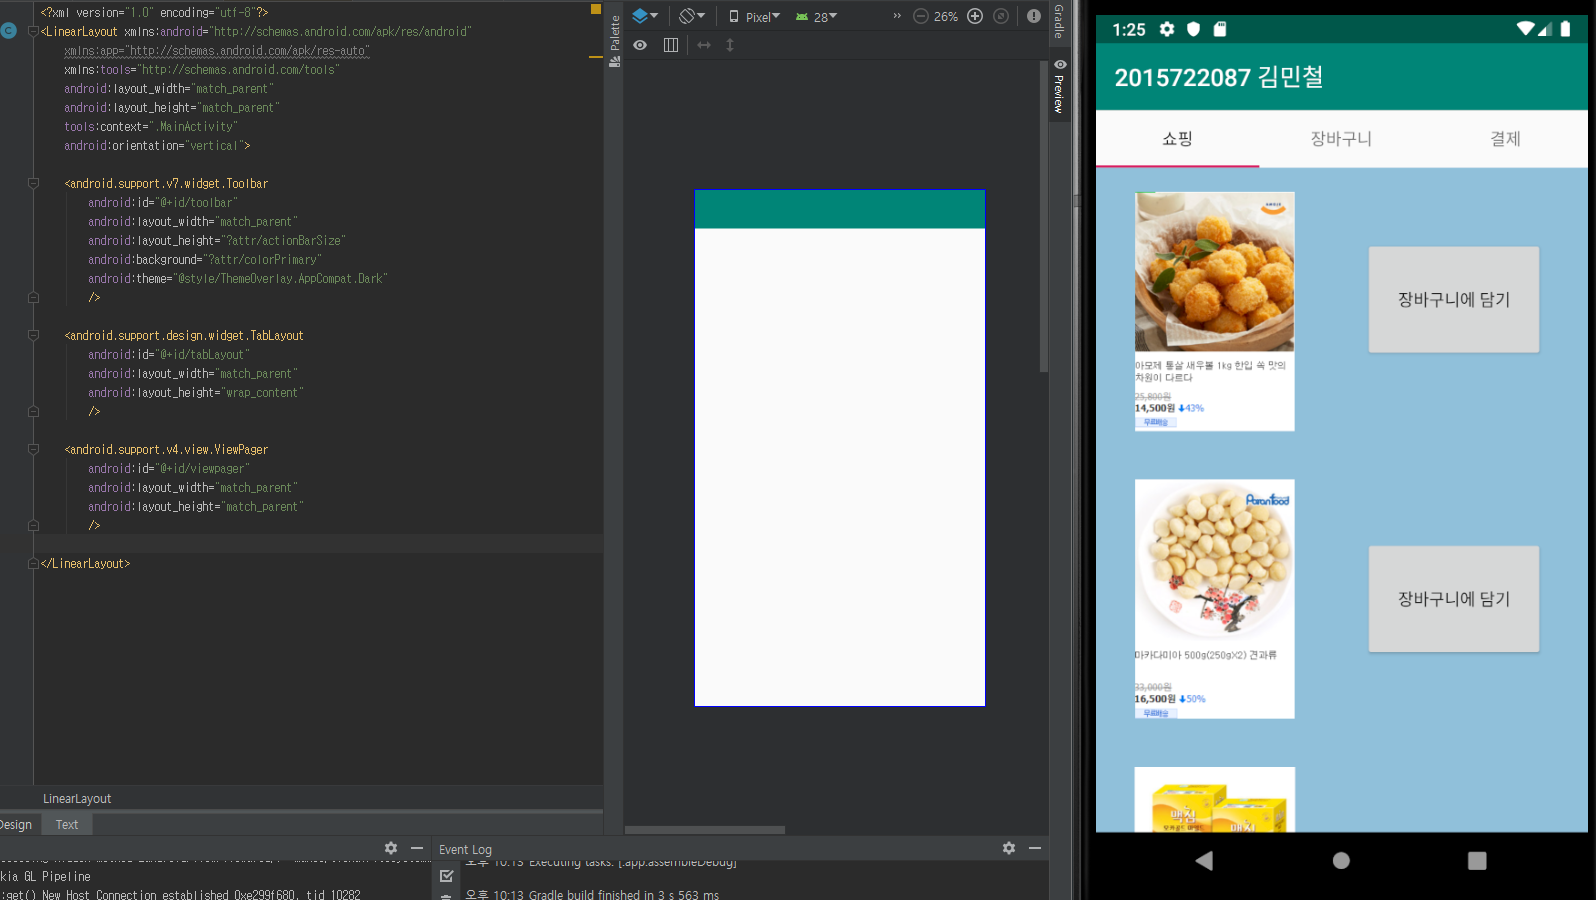 <?xml version="1.0" encoding="utf-8"?>
<LinearLayout xmlns:android="http://schemas.android.com/apk/res/android"
xmlns:app="http://schemas.android.com/apk/res-auto"
xmlns:tools="http://schemas.android.com/tools"
android:layout_width="match_parent"
android:layout_height="match_parent"
tools:context=".MainActivity"
android:orientation="vertical">
<android.support.v7.widget.Toolbar
android:id="@+id/toolbar"
android:layout_width="match_parent"
android:layout_height="?attr/actionBarSize"
android:background="?attr/colorPrimary"
android:theme="@style/ThemeOverlay.AppCompat.Dark"
/>
<android.support.design.widget.TabLayout
android:id="@+id/tabLayout"
android:layout_width="match_parent"
android:layout_height="wrap_content"
/>
<android.support.v4.view.ViewPager
android:id="@+id/viewpager"
android:layout_width="match_parent"
android:layout_height="match_parent"
/>
</LinearLayout>
LinearLayout
Design
Text
kia GL Pipeline
:get() New Host Connection established 0xe299f680, tid 10282
Palette
Pixel
28
26%
Gradle
Preview
Event Log
오후 10:13 Executing tasks: [:app:assembleDebug]
오후 10:13 Gradle build finished in 3 s 563 ms
1:25
2015722087 김민철
쇼핑
장바구니
결제
아모제 통살 새우볼 1kg 한입 쏙 맛의
차원이 다르다
25,800원
14,500원 43%
무료배송
장바구니에 담기
Paranfood
마카다미아 500g(250gX2) 견과류
33,000원
16,500원 50%
무료배송
장바구니에 담기